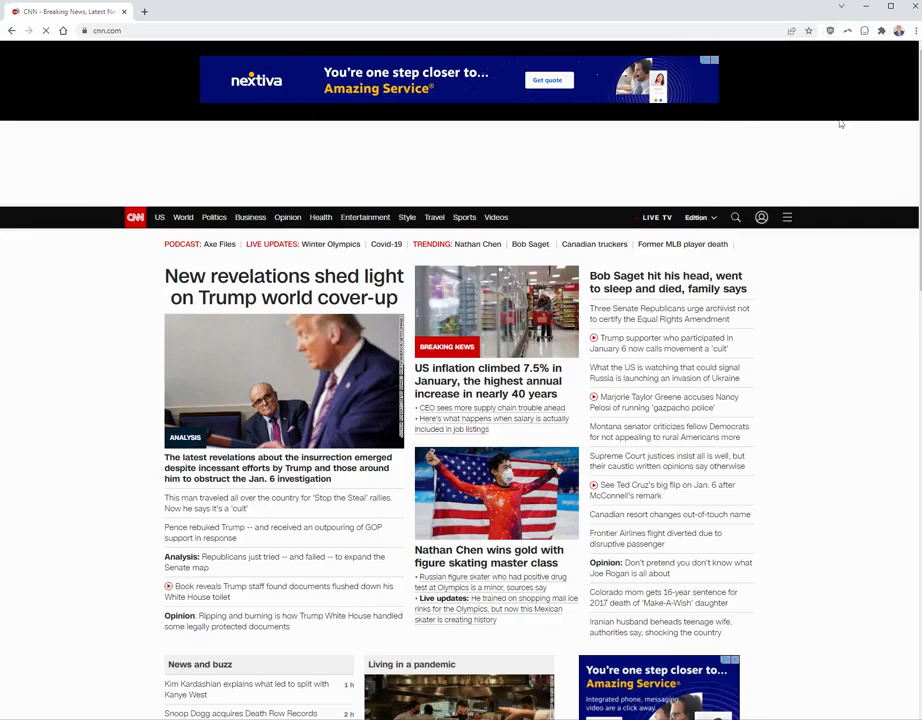 CNN - Breaking News, Latest Ne
cnn.com
nextiva
You're one step closer to...
Amazing Service®
Get quote
CNN US World Politics Business Opinion Health Entertainment Style Travel Sports Videos LIVE TV Edition
PODCAST: Axe Files | LIVE UPDATES: Winter Olympics | Covid-19 | TRENDING: Nathan Chen | Bob Saget | Canadian truckers | Former MLB player death |
New revelations shed light
on Trump world cover-up
ANALYSIS
The latest revelations about the insurrection emerged
despite incessant efforts by Trump and those around
him to obstruct the Jan. 6 investigation
This man traveled all over the country for 'Stop the Steal' rallies.
Now he says it's a 'cult'
Pence rebuked Trump -- and received an outpouring of GOP
support in response
Analysis: Republicans just tried -- and failed -- to expand the
Senate map
Book reveals Trump staff found documents flushed down his
White House toilet
Opinion: Ripping and burning is how Trump White House handled
some legally protected documents
BREAKING NEWS
US inflation climbed 7.5% in
January, the highest annual
increase in nearly 40 years
• CEO sees more supply chain trouble ahead
• Here's what happens when salary is actually
included in job listings
Nathan Chen wins gold with
figure skating master class
• Russian figure skater who had positive drug
test at Olympics is a minor, sources say
• Live updates: He trained on shopping mall ice
rinks for the Olympics, but now this Mexican
skater is creating history
Bob Saget hit his head, went
to sleep and died, family says
Three Senate Republicans urge archivist not
to certify the Equal Rights Amendment
Trump supporter who participated in
January 6 now calls movement a 'cult'
What the US is watching that could signal
Russia is launching an invasion of Ukraine
Marjorie Taylor Greene accuses Nancy
Pelosi of running 'gazpacho police'
Montana senator criticizes fellow Democrats
for not appealing to rural Americans more
Supreme Court justices insist all is well, but
their caustic written opinions say otherwise
See Ted Cruz's big flip on Jan. 6 after
McConnell's remark
Canadian resort changes out-of-touch name
Frontier Airlines flight diverted due to
disruptive passenger
Opinion: Don't pretend you don't know what
Joe Rogan is all about
Colorado mom gets 16-year sentence for
2017 death of 'Make-A-Wish' daughter
Iranian husband beheads teenage wife,
authorities say, shocking the country
News and buzz
Kim Kardashian explains what led to split with 1 h
Kanye West
Snoop Dogg acquires Death Row Records 2 h
Living in a pandemic
You're one step closer to...
Amazing Service®
Integrated phone, messaging
video are a click away.